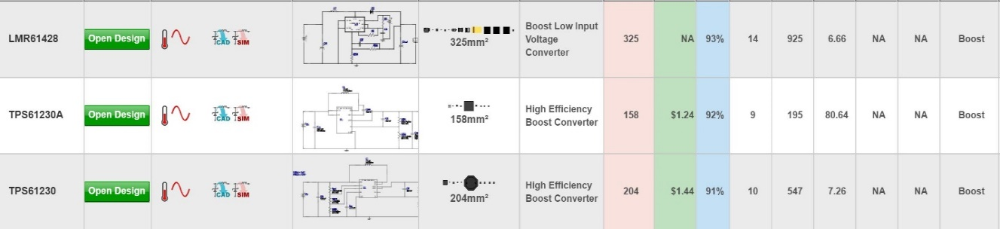 LMR61428
Open Design
CAD SIM
325mm²
Boost Low Input
Voltage
Converter
325
NA
93%
14
925
6.66
NA
NA
Boost
TPS61230A
Open Design
CAD SIM
158mm²
High Efficiency
Boost Converter
158
$1.24
92%
9
195
80.64
NA
NA
Boost
TPS61230
Open Design
CAD SIM
204mm²
High Efficiency
Boost Converter
204
$1.44
91%
10
547
7.26
NA
NA
Boost